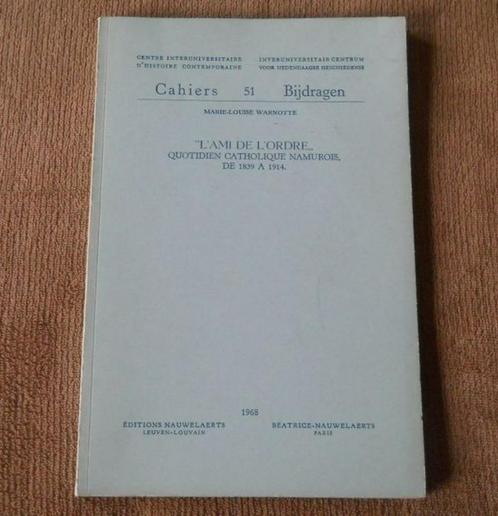 CENTRE INTERUNIVERSITAIRE
D'HISTOIRE CONTEMPORAINE
INTERUNIVERSITAIR CENTRUM
VOOR HEDENDAAGSE GESCHIEDENIS
Cahiers 51 Bijdragen
MARIE-LOUISE WARNOTTE
"L'AMI DE L'ORDRE„
QUOTIDIEN CATHOLIQUE NAMUROIS,
DE 1839 A 1914.
1968
ÉDITIONS NAUWELAERTS
LEUVEN-LOUVAIN
BÉATRICE-NAUWELAERTS
PARIS